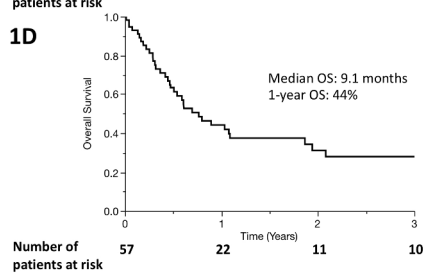 patients at risk
1D
1.0
0.8
0.6
0.4
0.2
0.0
Overall Survival
Median OS: 9.1 months
1-year OS: 44%
0 1 2 3
Time (Years)
Number of patients at risk
57 22 11 10